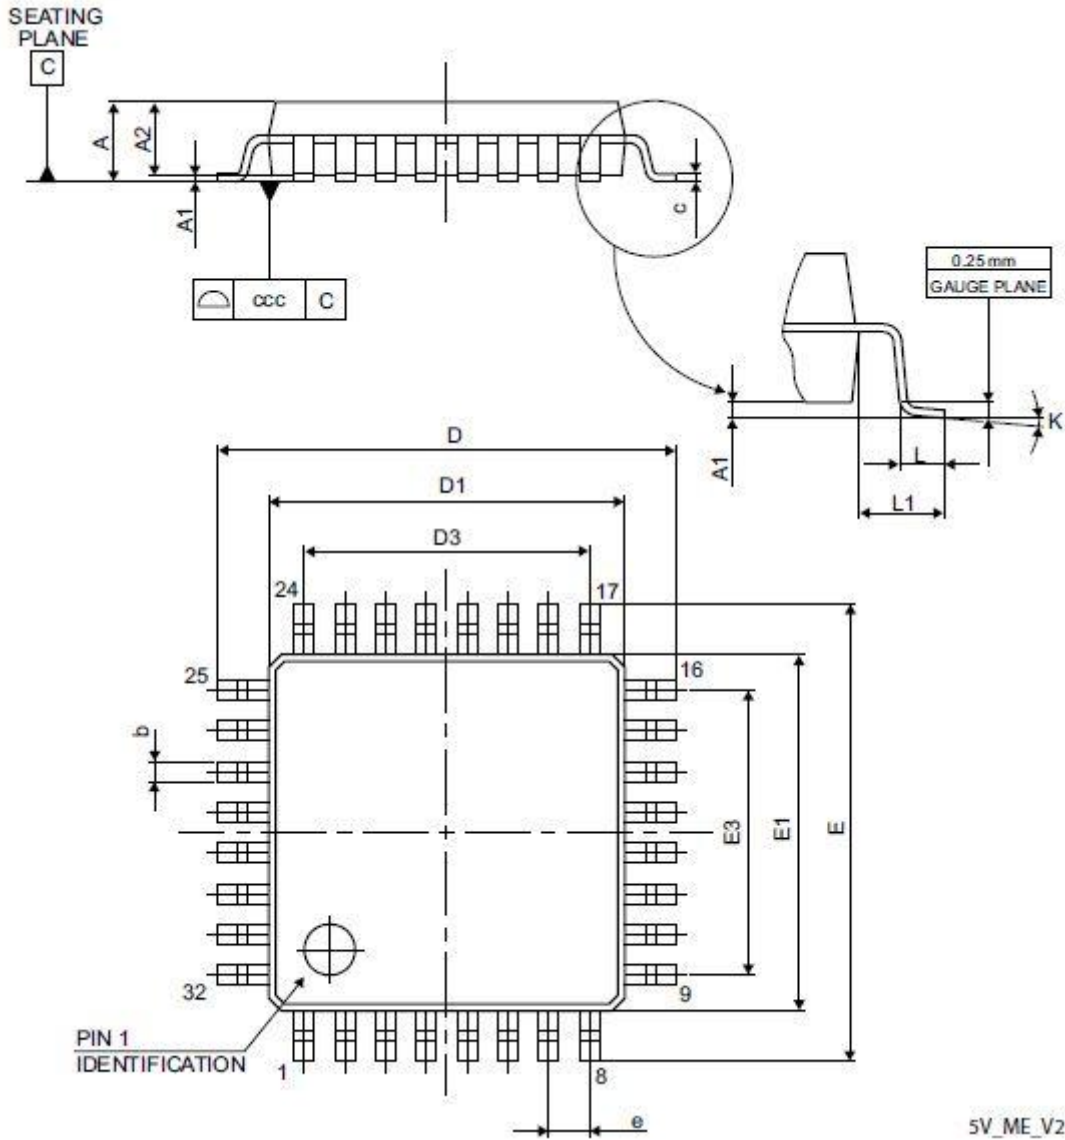 SEATING
PLANE
C
A
A2
A1
c
ccc C
0.25 mm
GAUGE PLANE
K
A1
L
L1
D
D1
D3
24
17
25
16
b
E3
E1
E
32
9
PIN 1
IDENTIFICATION
1
8
e
5V_ME_V2